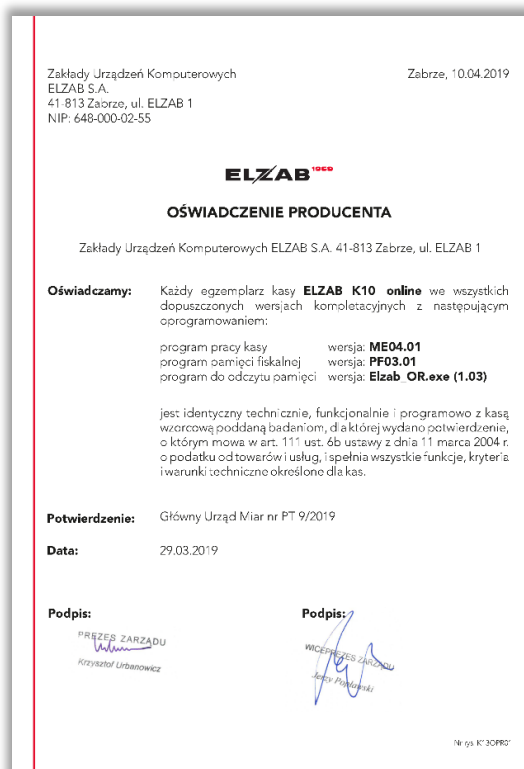 Zakłady Urządzeń Komputerowych
ELZAB S.A.
41-813 Zabrze, ul. ELZAB 1
NIP: 648-000-02-55
Zabrze, 10.04.2019
ELZAB 1969
OŚWIADCZENIE PRODUCENTA
Zakłady Urządzeń Komputerowych ELZAB S.A. 41-813 Zabrze, ul. ELZAB 1
Oświadczamy: Każdy egzemplarz kasy ELZAB K10 online we wszystkich
dopuszczonych wersjach kompletacyjnych z następującym
oprogramowaniem:
program pracy kasy wersja: ME04.01
program pamięci fiskalnej wersja: PF03.01
program do odczytu pamięci wersja: Elzab_OR.exe (1.03)
jest identyczny technicznie, funkcjonalnie i programowo z kasą
wzorcową poddaną badaniom, dla której wydano potwierdzenie,
o którym mowa w art. 111 ust. 6b ustawy z dnia 11 marca 2004 r.
o podatku od towarów i usług, i spełnia wszystkie funkcje, kryteria
i warunki techniczne określone dla kas.
Potwierdzenie: Główny Urząd Miar nr PT 9/2019
Data: 29.03.2019
Podpis:
PREZES ZARZĄDU
Krzysztof Urbanowicz
Podpis:
WICEPREZES ZARZĄDU
Jerzy Popławski
Nr rys.